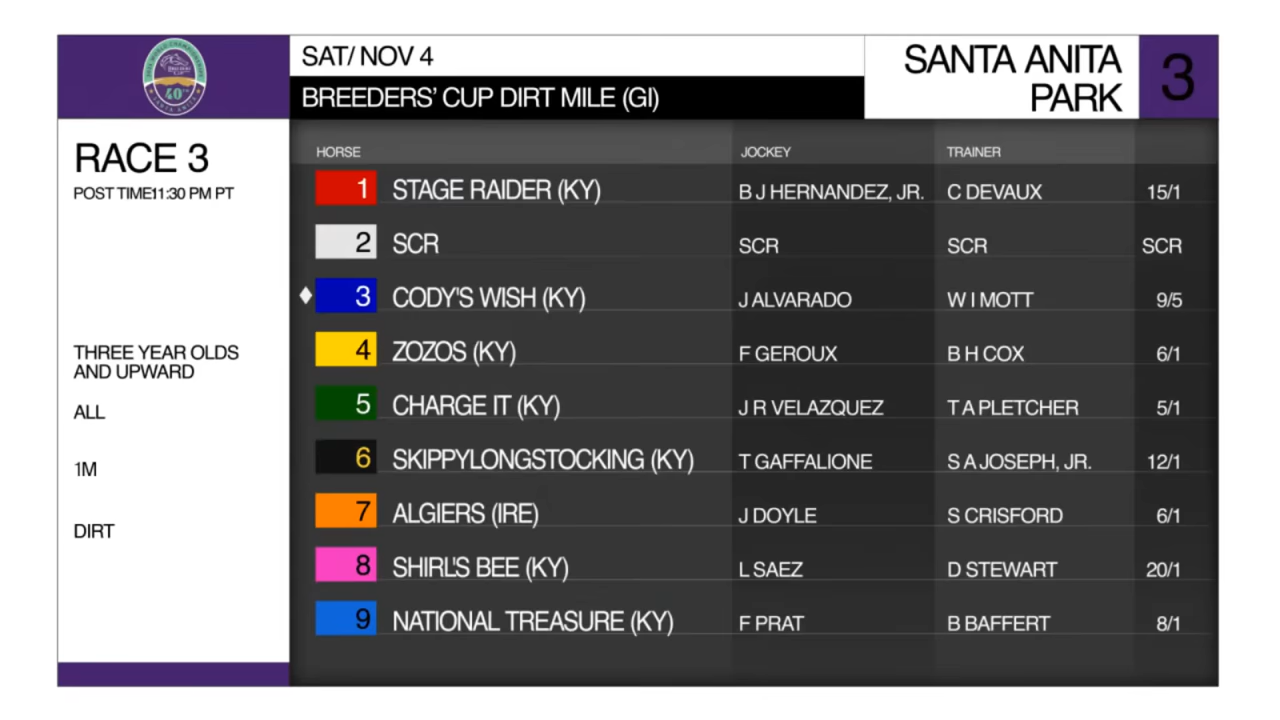 SAT/ NOV 4
BREEDERS' CUP DIRT MILE (GI)
SANTA ANITA
PARK
3
40
RACE 3
POST TIME11:30 PM PT
THREE YEAR OLDS
AND UPWARD
ALL
1M
DIRT
HORSE JOCKEY TRAINER
1 STAGE RAIDER (KY) B J HERNANDEZ, JR. C DEVAUX 15/1
2 SCR SCR SCR SCR
3 CODY'S WISH (KY) J ALVARADO W I MOTT 9/5
4 ZOZOS (KY) F GEROUX B H COX 6/1
5 CHARGE IT (KY) J R VELAZQUEZ T A PLETCHER 5/1
6 SKIPPYLONGSTOCKING (KY) T GAFFALIONE S A JOSEPH, JR. 12/1
7 ALGIERS (IRE) J DOYLE S CRISFORD 6/1
8 SHIRL'S BEE (KY) L SAEZ D STEWART 20/1
9 NATIONAL TREASURE (KY) F PRAT B BAFFERT 8/1